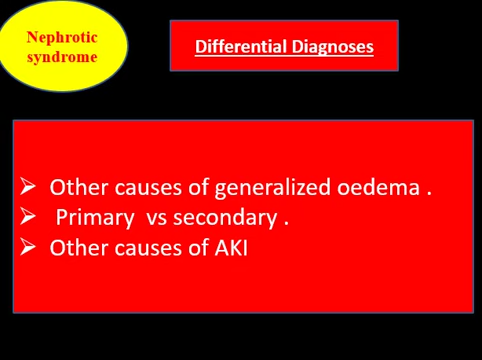 Nephrotic
syndrome
Differential Diagnoses
➢ Other causes of generalized oedema .
➢ Primary vs secondary .
➢ Other causes of AKI